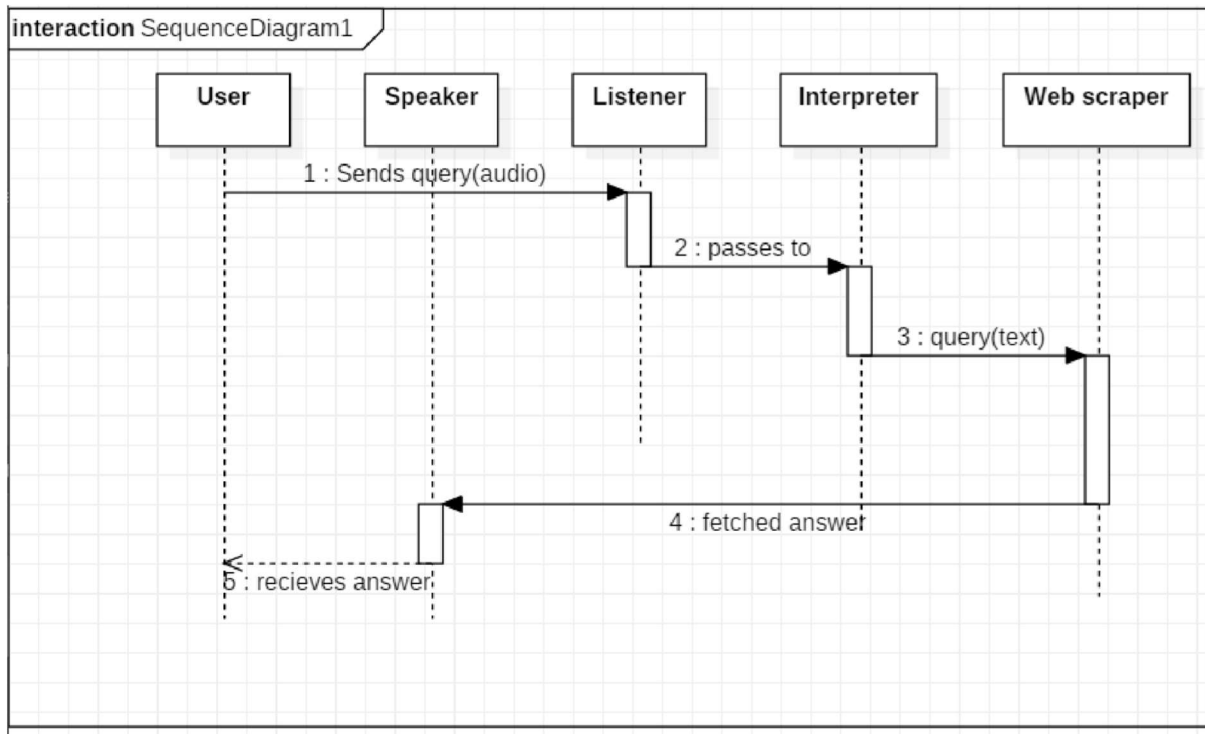 interaction SequenceDiagram1
User Speaker Listener Interpreter Web scraper
1 : Sends query(audio)
2 : passes to
3 : query(text)
4 : fetched answer
5 : recieves answer